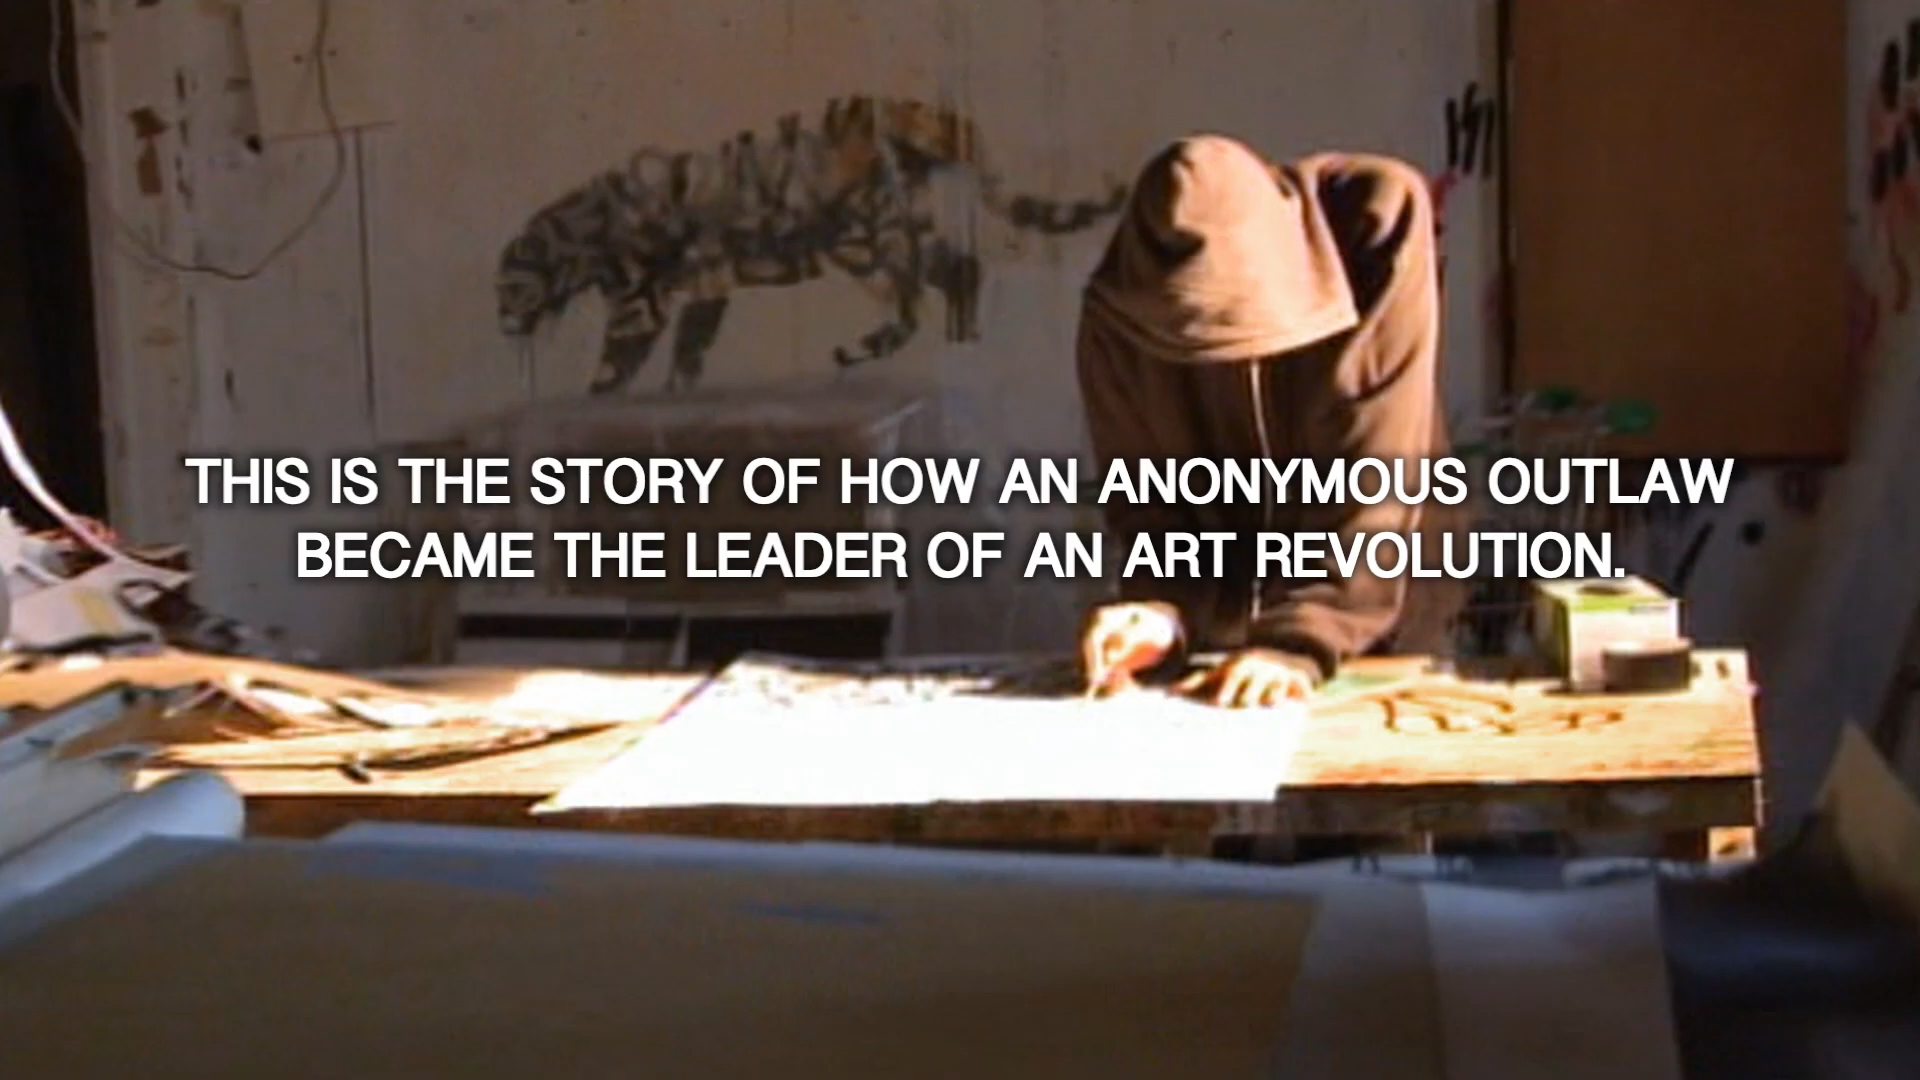 THIS IS THE STORY OF HOW AN ANONYMOUS OUTLAW
BECAME THE LEADER OF AN ART REVOLUTION.